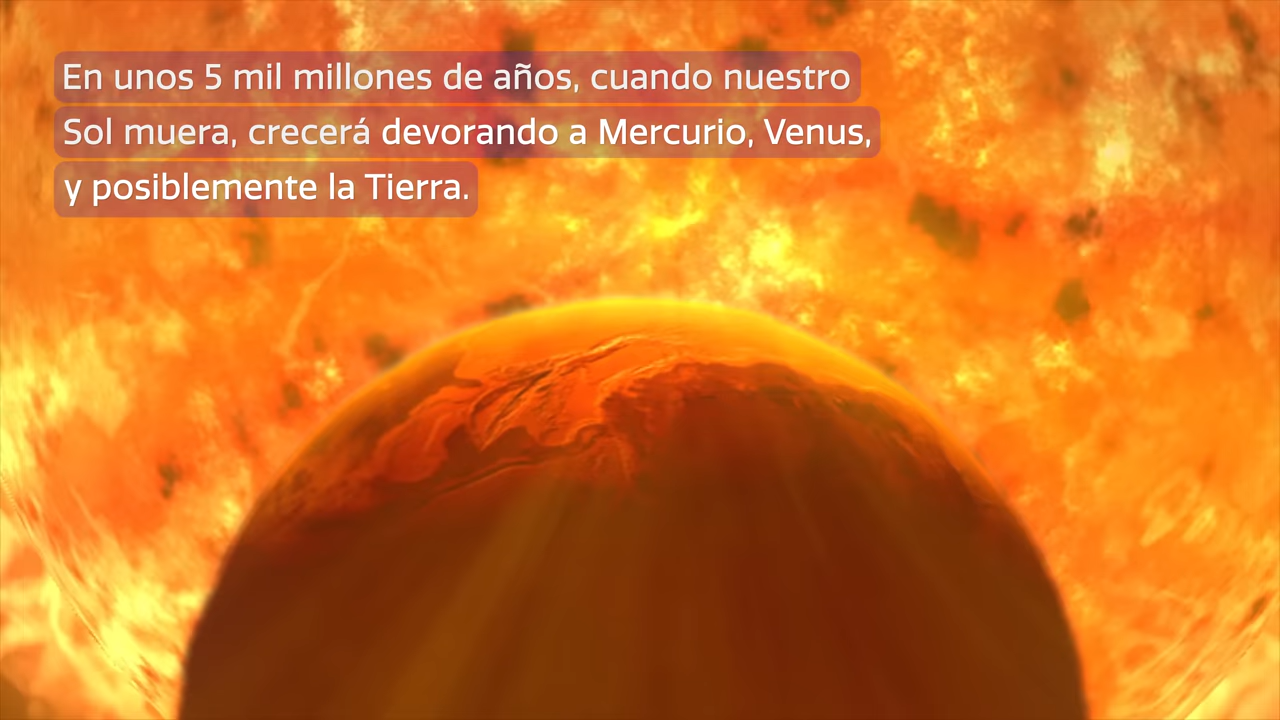 En unos 5 mil millones de años, cuando nuestro
Sol muera, crecerá devorando a Mercurio, Venus,
y posiblemente la Tierra.